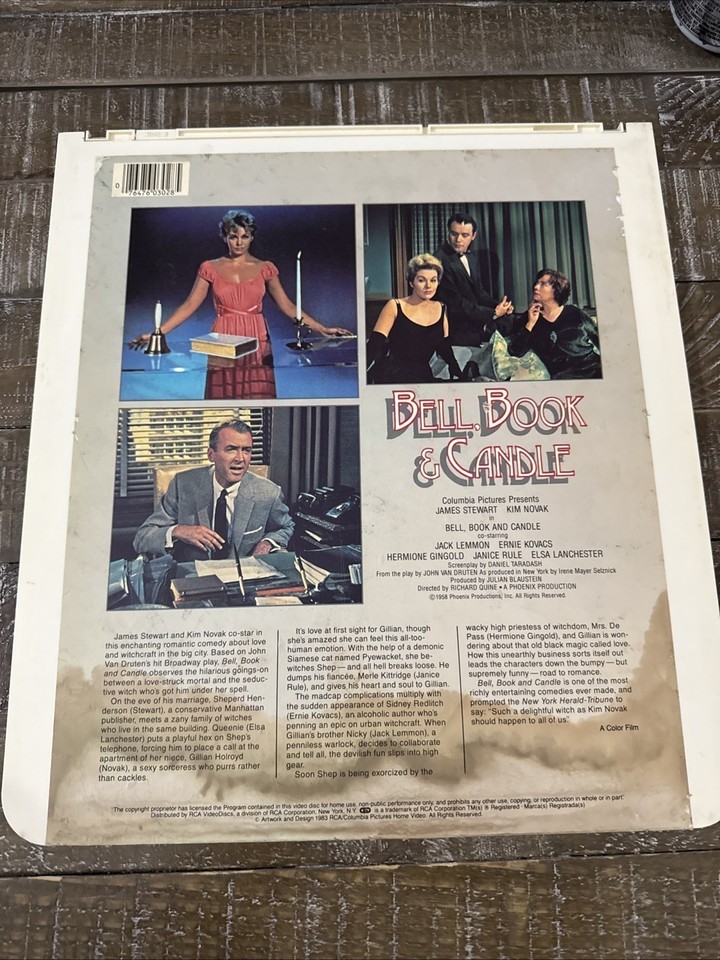 0
76476 03028
BELL, BOOK
& CANDLE
Columbia Pictures Presents
JAMES STEWART KIM NOVAK
in
BELL, BOOK AND CANDLE
co-starring
JACK LEMMON ERNIE KOVACS
HERMIONE GINGOLD JANICE RULE ELSA LANCHESTER
Screenplay by DANIEL TARADASH
From the play by JOHN VAN DRUTEN As produced in New York by Irene Mayer Selznick
Produced by JULIAN BLAUSTEIN
Directed by RICHARD QUINE • A PHOENIX PRODUCTION
©1958 Phoenix Productions, Inc. All Rights Reserved.
James Stewart and Kim Novak co-star in
this enchanting romantic comedy about love
and witchcraft in the big city. Based on John
Van Druten's hit Broadway play, Bell, Book
and Candle observes the hilarious goings-on
between a love-struck mortal and the seduc-
tive witch who's got him under her spell.
On the eve of his marriage, Sheperd Hen-
derson (Stewart), a conservative Manhattan
publisher, meets a zany family of witches
who live in the same building. Queenie (Elsa
Lanchester) puts a playful hex on Shep's
telephone, forcing him to place a call at the
apartment of her niece, Gillian Holroyd
(Novak), a sexy sorceress who purrs rather
than cackles.
It's love at first sight for Gillian, though
she's amazed she can feel this all-too-
human emotion. With the help of a demonic
Siamese cat named Pyewacket, she be-
witches Shep — and all hell breaks loose. He
dumps his fiancée, Merle Kittridge (Janice
Rule), and gives his heart and soul to Gillian.
The madcap complications multiply with
the sudden appearance of Sidney Redlitch
(Ernie Kovacs), an alcoholic author who's
penning an epic on urban witchcraft. When
Gillian's brother Nicky (Jack Lemmon), a
penniless warlock, decides to collaborate
and tell all, the devilish fun slips into high
gear.
Soon Shep is being exorcized by the
wacky high priestess of witchdom, Mrs. De
Pass (Hermione Gingold), and Gillian is won-
dering about that old black magic called love.
How this unearthly business sorts itself out
leads the characters down the bumpy — but
supremely funny — road to romance.
Bell, Book and Candle is one of the most
richly entertaining comedies ever made, and
prompted the New York Herald-Tribune to
say: "Such a delightful witch as Kim Novak
should happen to all of us."
A Color Film
"The copyright proprietor has licensed the Program contained in this video disc for home use, non-public performance only, and prohibits any other use, copying, or reproduction in whole or in part."
Distributed by RCA VideoDiscs, a division of RCA Corporation, New York, N.Y. is a trademark of RCA Corporation TM(s) ® Registered • Marca(s) Registrada(s)
© Artwork and Design 1983 RCA/Columbia Pictures Home Video. All Rights Reserved.